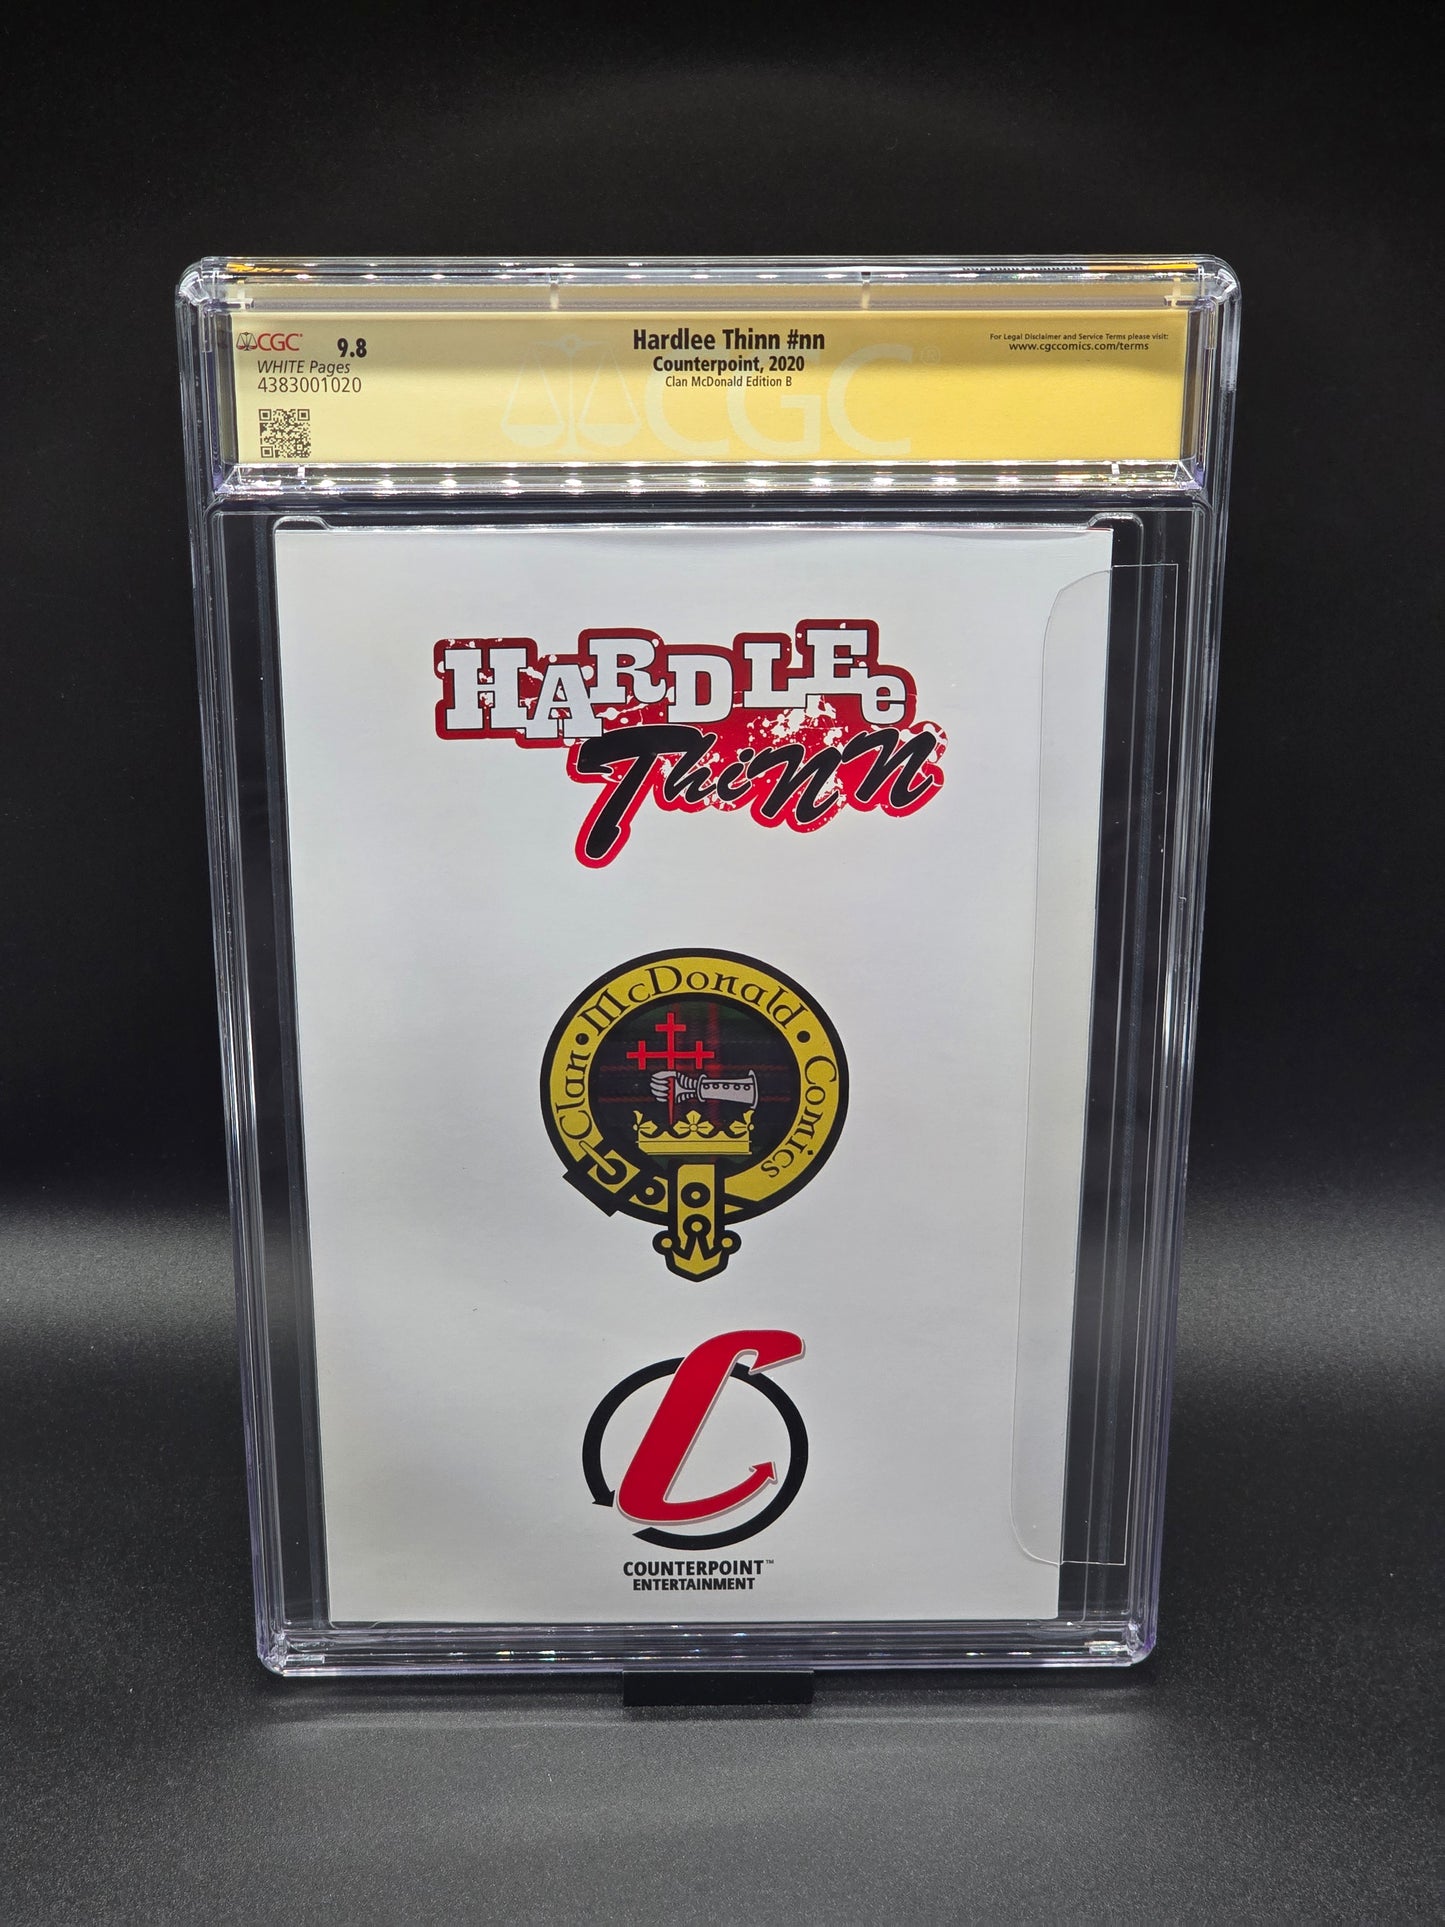 CGC
9.8
WHITE Pages
4383001020
Hardlee Thinn #nn
Counterpoint, 2020
Clan McDonald Edition B
For Legal Disclaimer and Service Terms please visit:
www.cgccomics.com/terms
CGC®
HARDLEe
Thinn
Clan • McDonald • Comics
C
COUNTERPOINT™
ENTERTAINMENT